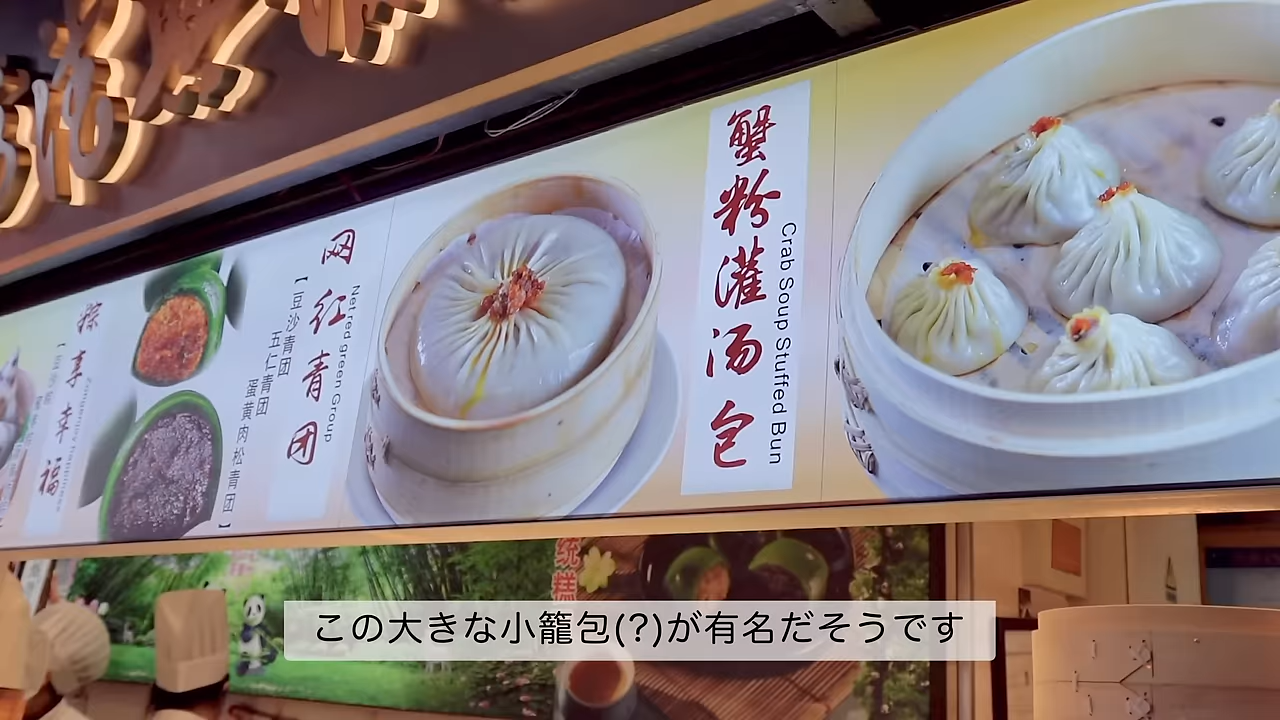 蟹粉灌汤包
Crab Soup Stuffed Bun
网红青团
Net red green Group
【豆沙青团
五仁青团
蛋黄肉松青团】
粽享幸福
统糕
この大きな小籠包(?)が有名だそうです